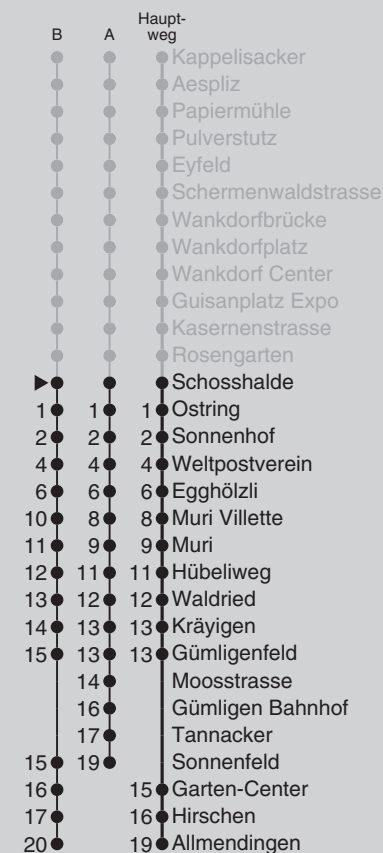 B A Haupt-
weg
Kappelisacker
Aespliz
Papiermühle
Pulverstutz
Eyfeld
Schermenwaldstrasse
Wankdorfbrücke
Wankdorfplatz
Wankdorf Center
Guisanplatz Expo
Kasernenstrasse
Rosengarten
Schosshalde
1 1 1 Ostring
2 2 2 Sonnenhof
4 4 4 Weltpostverein
6 6 6 Egghölzli
10 8 8 Muri Villette
11 9 9 Muri
12 11 11 Hübeliweg
13 12 12 Waldried
14 13 13 Kräyigen
15 13 13 Gümligenfeld
14 Moosstrasse
16 Gümligen Bahnhof
17 Tannacker
15 19 Sonnenfeld
16 15 Garten-Center
17 16 Hirschen
20 19 Allmendingen